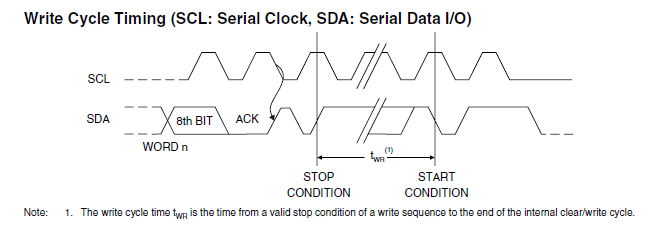 Write Cycle Timing (SCL: Serial Clock, SDA: Serial Data I/O)
SCL
SDA
8th BIT
ACK
WORD n
tWR (1)
STOP
CONDITION
START
CONDITION
Note: 1. The write cycle time tWR is the time from a valid stop condition of a write sequence to the end of the internal clear/write cycle.